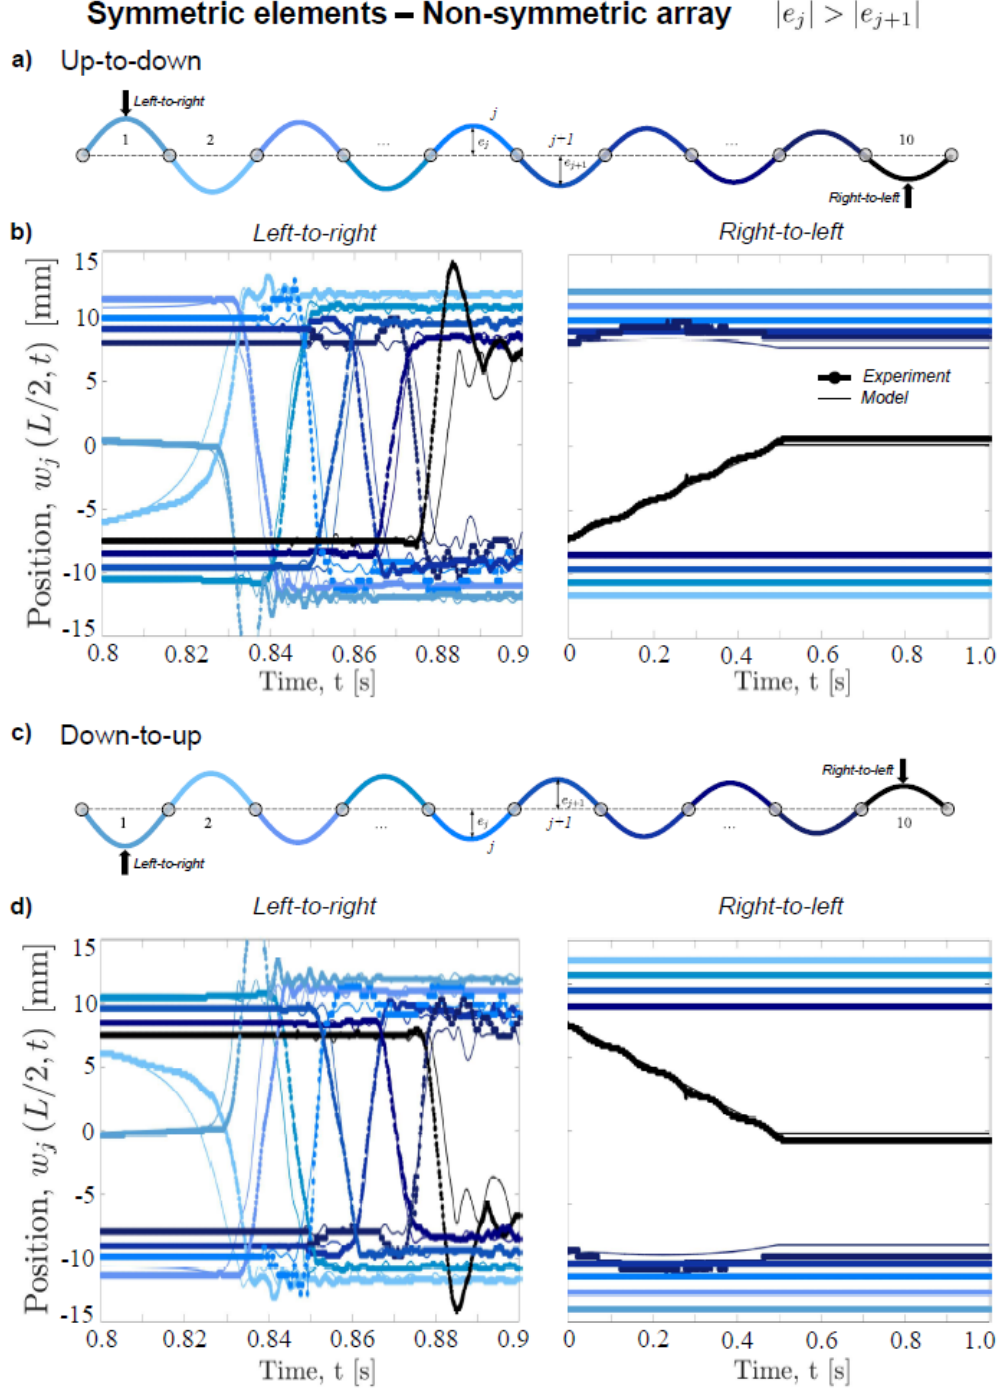 Symmetric elements – Non-symmetric array |e_j| > |e_{j+1}|
a) Up-to-down
Left-to-right
j
1 2 ... e_j j-1 ... 10
e_{j+1}
Right-to-left
b) Left-to-right Right-to-left
Position, w_j (L/2, t) [mm]
15
10
5
0
-5
-10
-15
Experiment
Model
0.8 0.82 0.84 0.86 0.88 0.9
Time, t [s]
0 0.2 0.4 0.6 0.8 1.0
Time, t [s]
c) Down-to-up
Right-to-left
e_{j+1}
1 2 ... e_j j-1 ... 10
j
Left-to-right
d) Left-to-right Right-to-left
Position, w_j (L/2, t) [mm]
15
10
5
0
-5
-10
-15
0.8 0.82 0.84 0.86 0.88 0.9
Time, t [s]
0 0.2 0.4 0.6 0.8 1.0
Time, t [s]